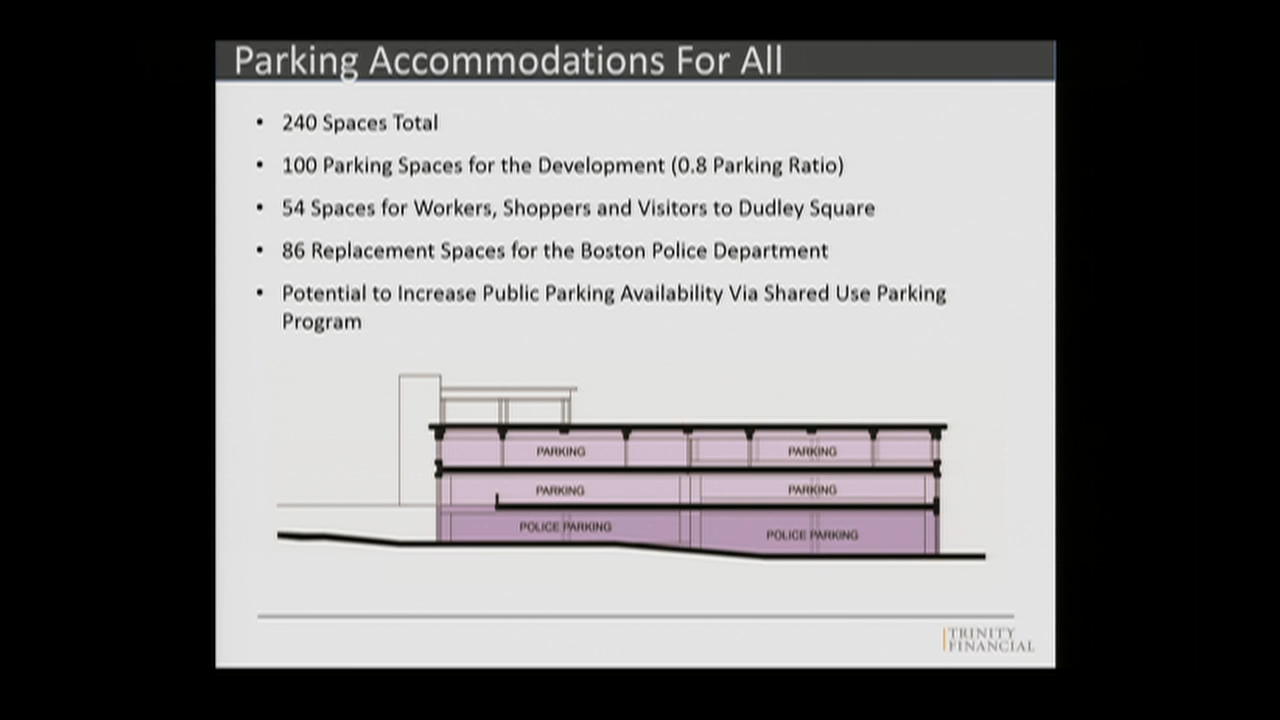 Parking Accommodations For All
• 240 Spaces Total
• 100 Parking Spaces for the Development (0.8 Parking Ratio)
• 54 Spaces for Workers, Shoppers and Visitors to Dudley Square
• 86 Replacement Spaces for the Boston Police Department
• Potential to Increase Public Parking Availability Via Shared Use Parking
Program
PARKING PARKING
PARKING PARKING
POLICE PARKING POLICE PARKING
TRINITY
FINANCIAL